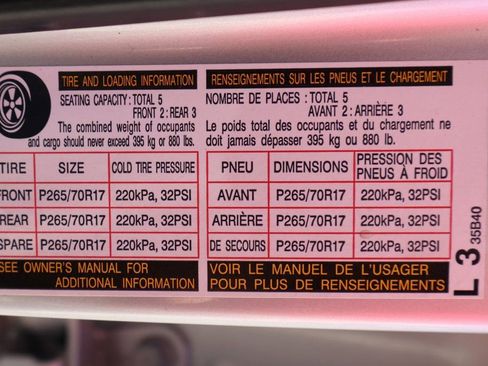 TIRE AND LOADING INFORMATION
SEATING CAPACITY: TOTAL 5
FRONT 2: REAR 3
The combined weight of occupants
and cargo should never exceed 395 kg or 880 lbs.
TIRE SIZE COLD TIRE PRESSURE
FRONT P265/70R17 220kPa, 32PSI
REAR P265/70R17 220kPa, 32PSI
SPARE P265/70R17 220kPa, 32PSI
SEE OWNER'S MANUAL FOR
ADDITIONAL INFORMATION
RENSEIGNEMENTS SUR LES PNEUS ET LE CHARGEMENT
NOMBRE DE PLACES : TOTAL 5
AVANT 2: ARRIÈRE 3
Le poids total des occupants et du chargement ne
doit jamais dépasser 395 kg ou 880 lb.
PNEU DIMENSIONS PRESSION DES
PNEUS À FROID
AVANT P265/70R17 220kPa, 32PSI
ARRIÈRE P265/70R17 220kPa, 32PSI
DE SECOURS P265/70R17 220kPa, 32PSI
VOIR LE MANUEL DE L'USAGER
POUR PLUS DE RENSEIGNEMENTS
L 3 35B40